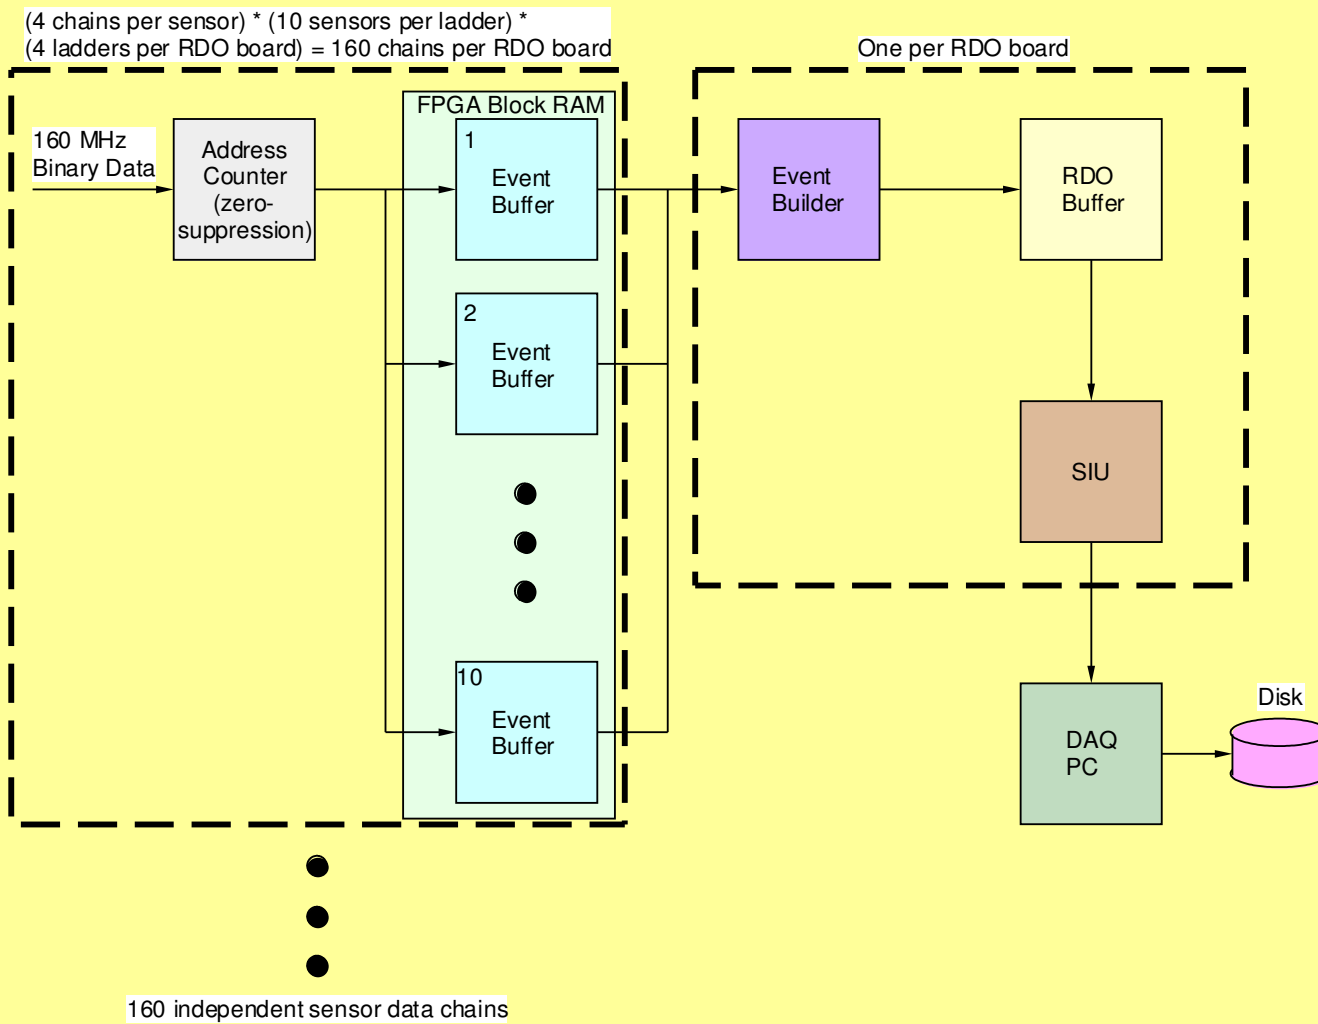 (4 chains per sensor) * (10 sensors per ladder) *
(4 ladders per RDO board) = 160 chains per RDO board
One per RDO board
FPGA Block RAM
160 MHz
Binary Data
Address
Counter
(zero-
suppression)
1
Event
Buffer
Event
Builder
RDO
Buffer
2
Event
Buffer
SIU
10
Event
Buffer
DAQ
PC
Disk
160 independent sensor data chains